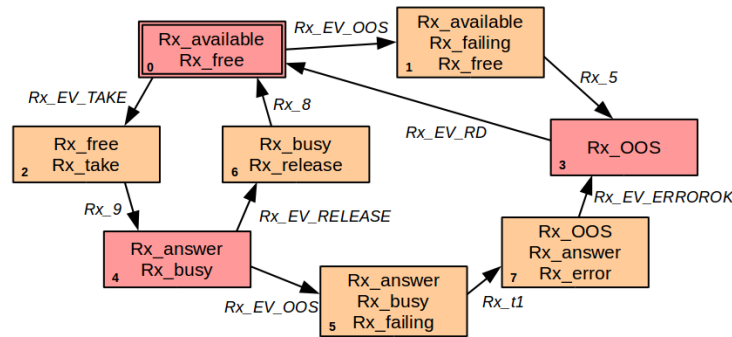 Rx_available
Rx_free
0
Rx_EV_OOS
Rx_available
Rx_failing
Rx_free
1
Rx_EV_TAKE
Rx_8
Rx_EV_RD
Rx_5
Rx_free
Rx_take
2
Rx_busy
Rx_release
6
Rx_OOS
3
Rx_9
Rx_EV_RELEASE
Rx_EV_ERROROK
Rx_answer
Rx_busy
4
Rx_OOS
Rx_answer
Rx_error
7
Rx_EV_OOS
Rx_answer
Rx_busy
Rx_failing
5
Rx_t1